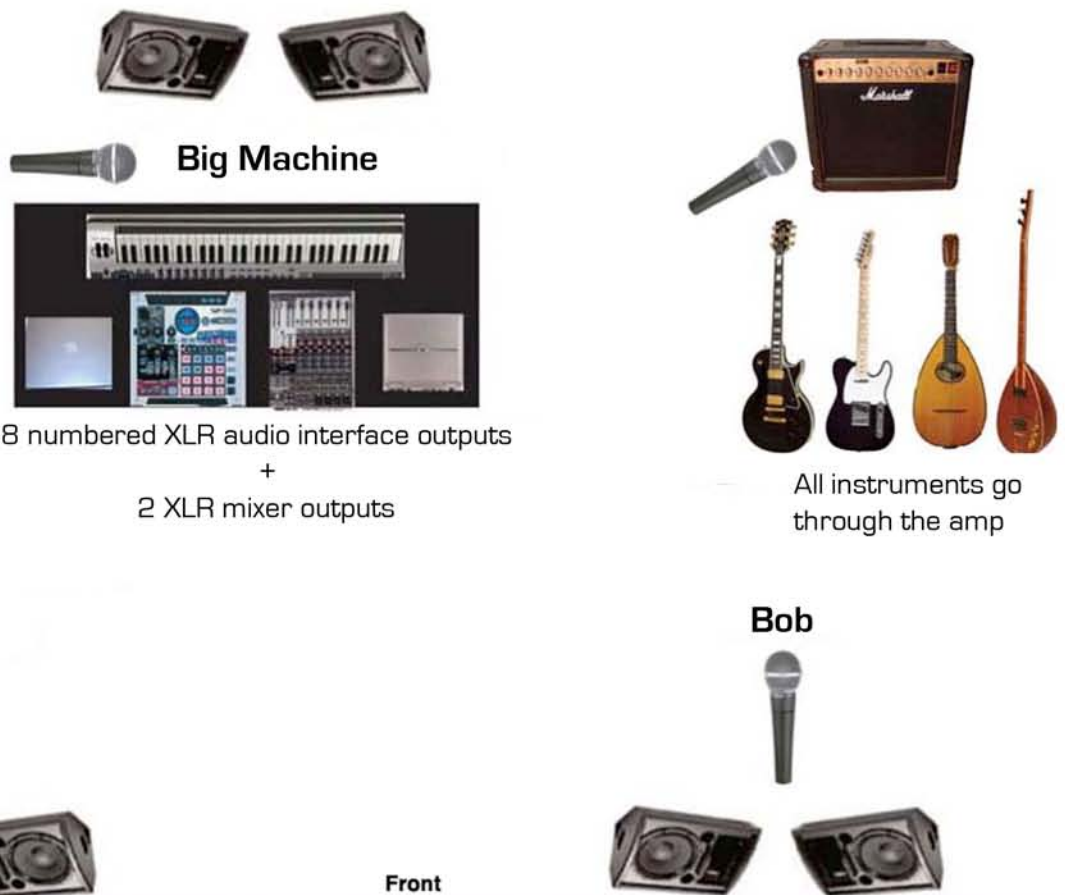 Big Machine
Marshall
8 numbered XLR audio interface outputs
+
2 XLR mixer outputs
All instruments go
through the amp
Bob
Front